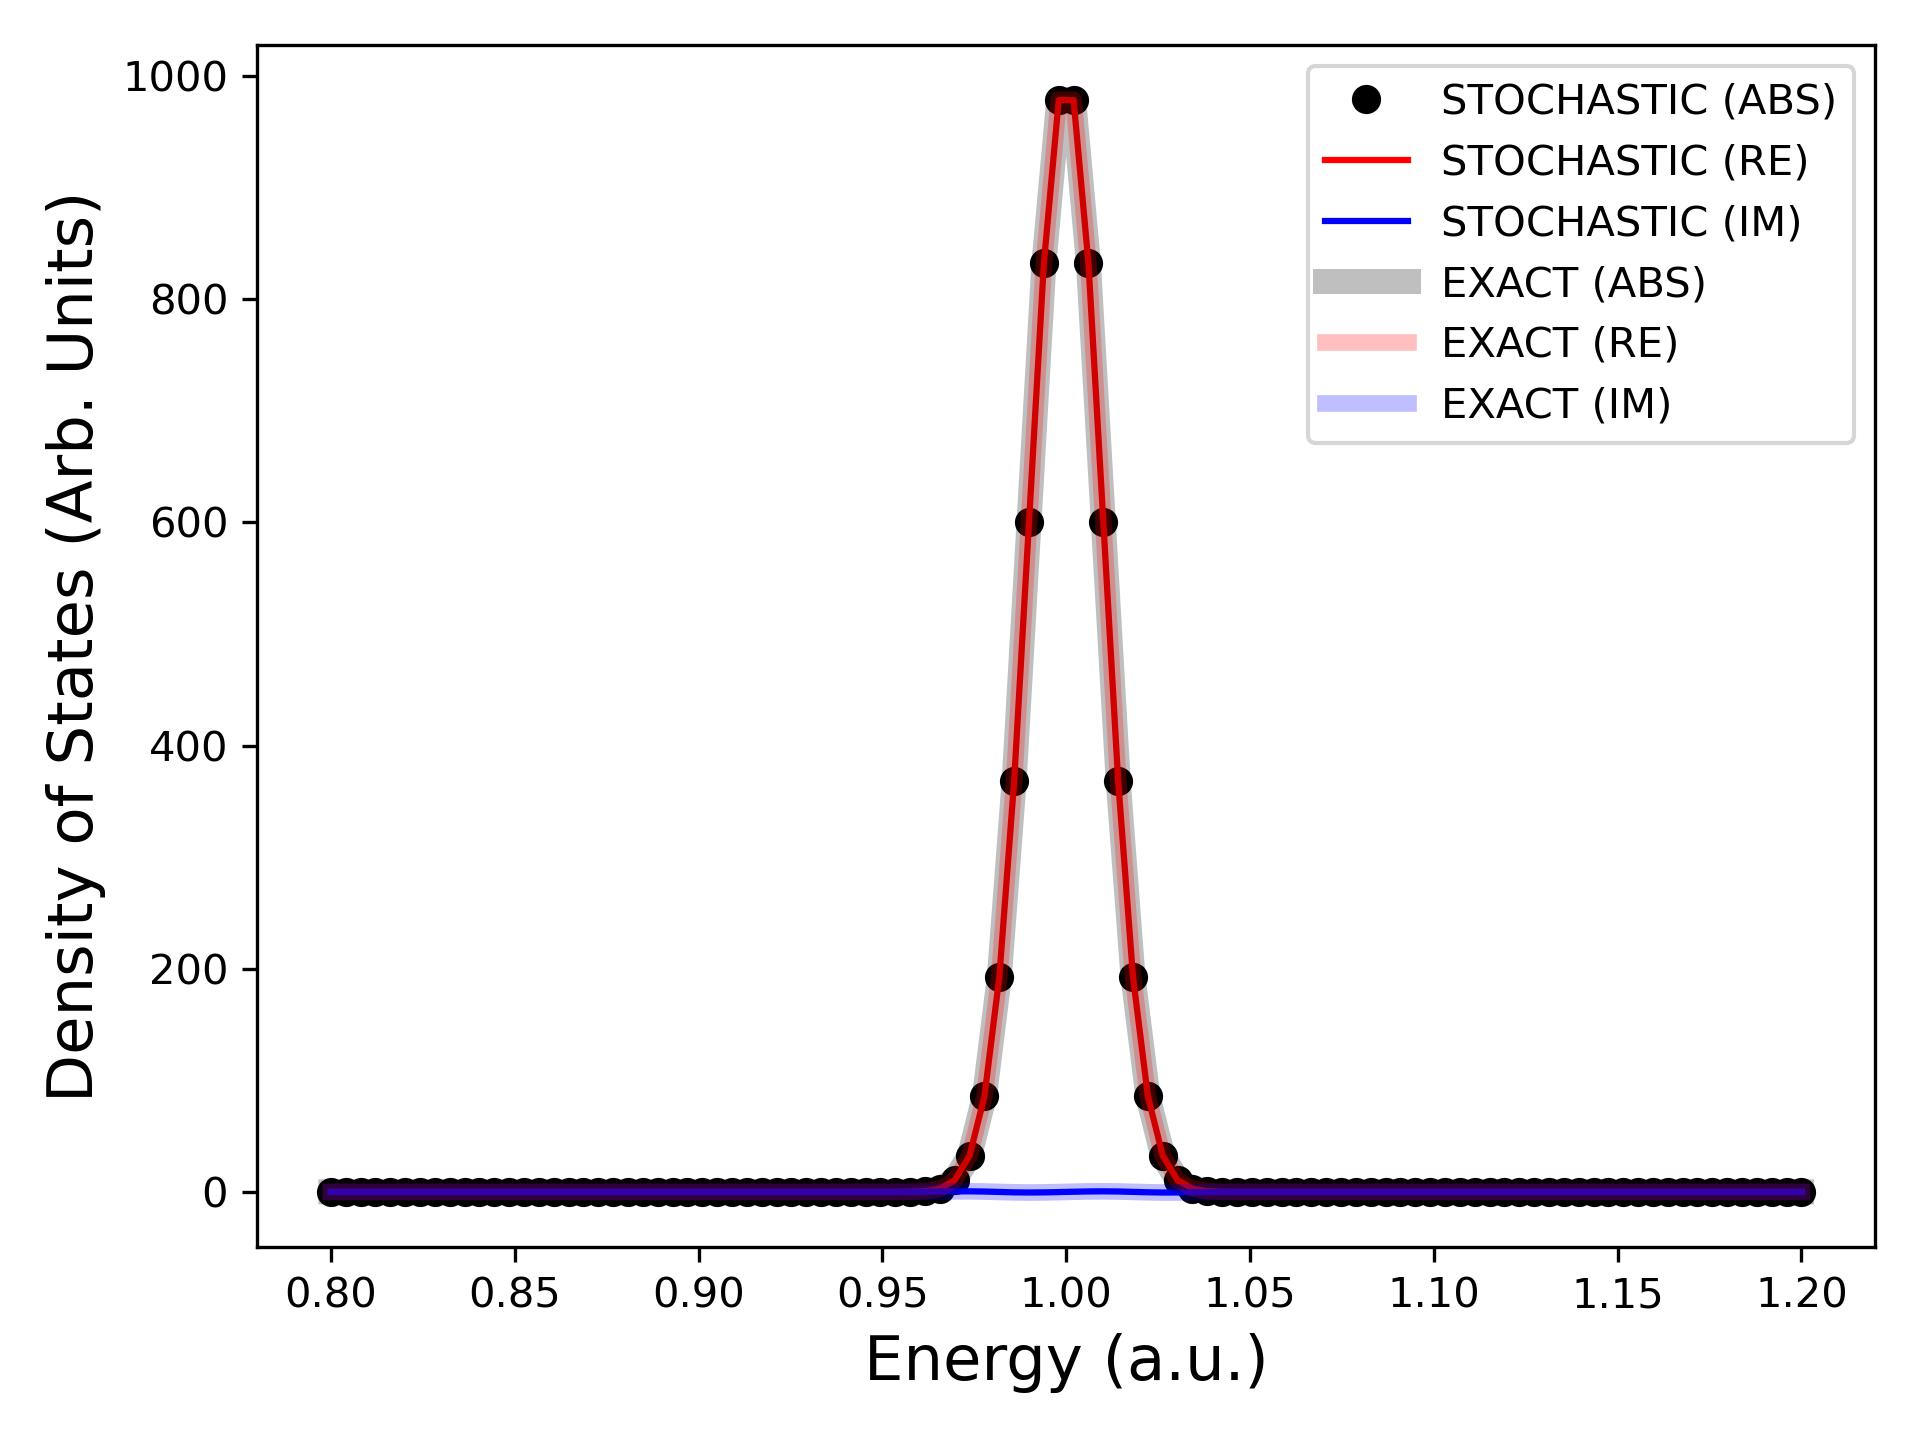 1000
800
600
400
200
0
Density of States (Arb. Units)
STOCHASTIC (ABS)
STOCHASTIC (RE)
STOCHASTIC (IM)
EXACT (ABS)
EXACT (RE)
EXACT (IM)
0.80 0.85 0.90 0.95 1.00 1.05 1.10 1.15 1.20
Energy (a.u.)